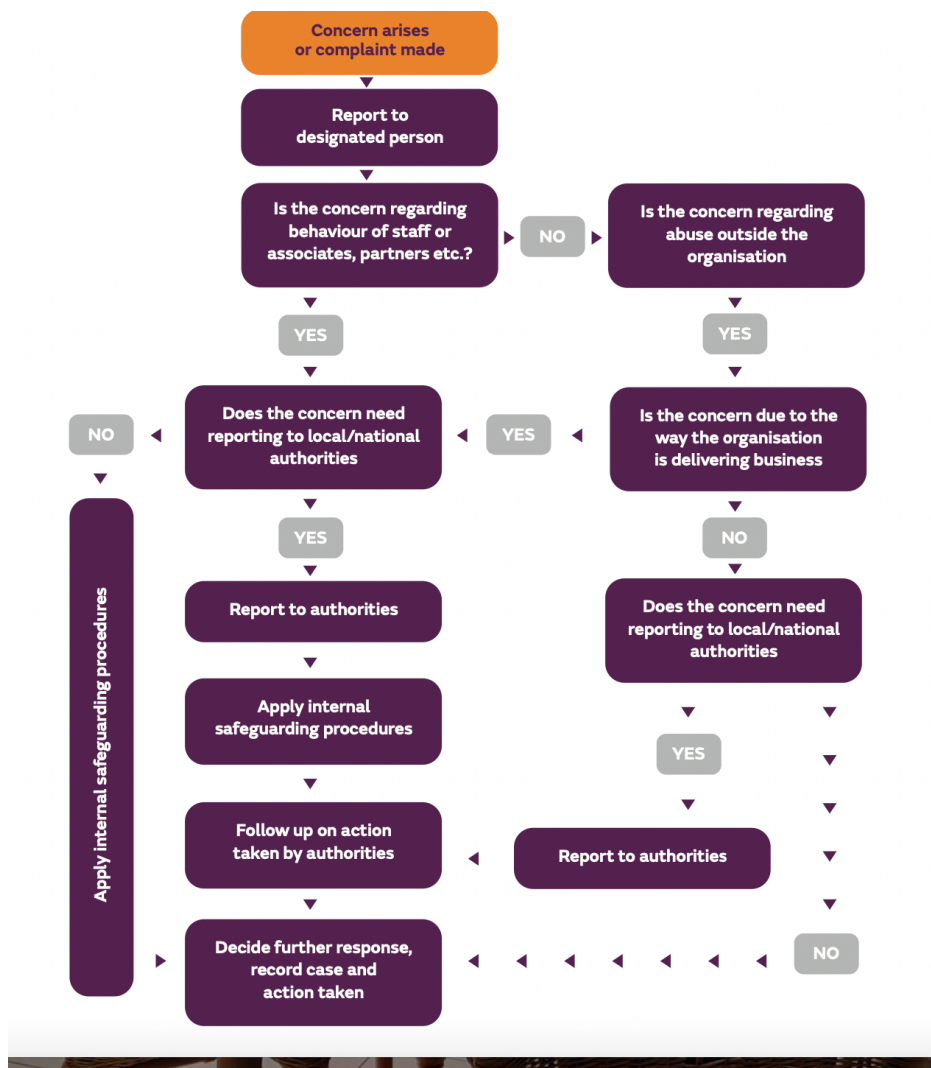 Concern arises
or complaint made
Report to
designated person
Is the concern regarding
behaviour of staff or
associates, partners etc.?
NO
Is the concern regarding
abuse outside the
organisation
YES
YES
Does the concern need
reporting to local/national
authorities
NO
YES
Is the concern due to the
way the organisation
is delivering business
YES
NO
Report to authorities
Does the concern need
reporting to local/national
authorities
Apply internal safeguarding procedures
Apply internal
safeguarding procedures
YES
Follow up on action
taken by authorities
Report to authorities
Decide further response,
record case and
action taken
NO